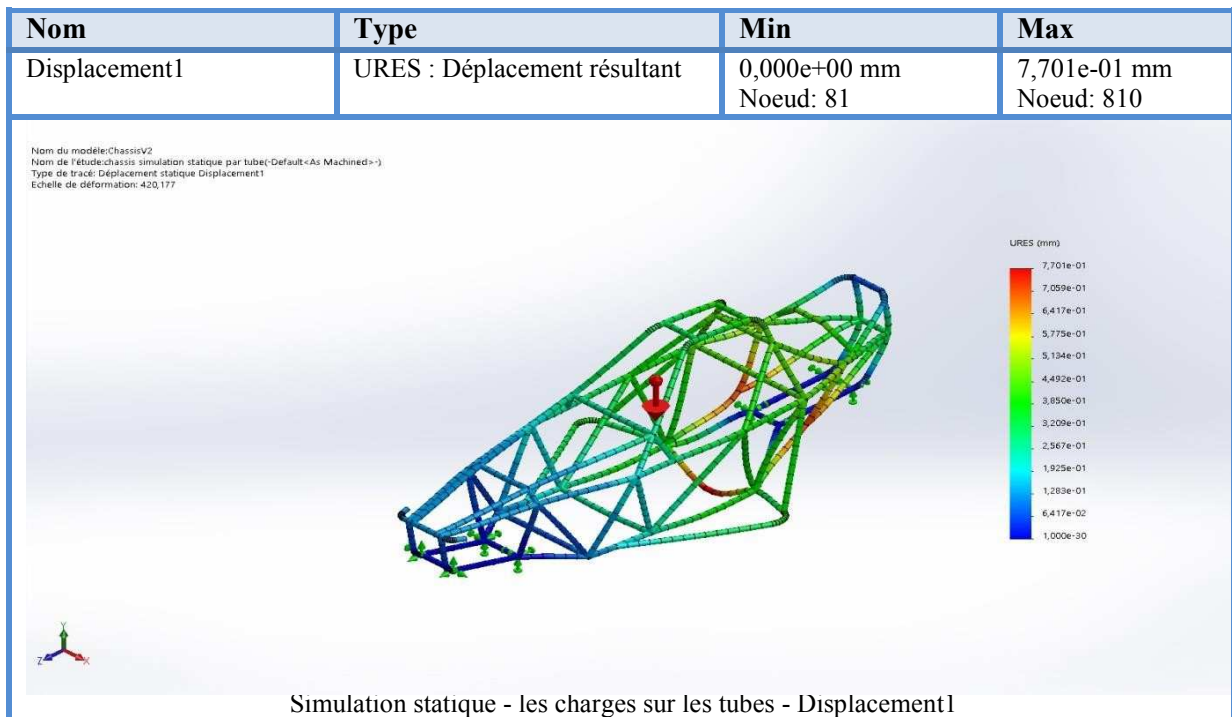 Nom Type Min Max
Displacement1 URES : Déplacement résultant 0,000e+00 mm 7,701e-01 mm
Noeud: 81 Noeud: 810
Nom du modèle:ChassisV2
Nom de l'étude:chassis simulation statique par tube(-Default<As Machined>-)
Type de tracé: Déplacement statique Displacement1
Echelle de déformation: 420,177
URES (mm)
7,701e-01
7,059e-01
6,417e-01
5,775e-01
5,134e-01
4,492e-01
3,850e-01
3,209e-01
2,567e-01
1,925e-01
1,283e-01
6,417e-02
1,000e-30
Y
Z X
Simulation statique - les charges sur les tubes - Displacement1